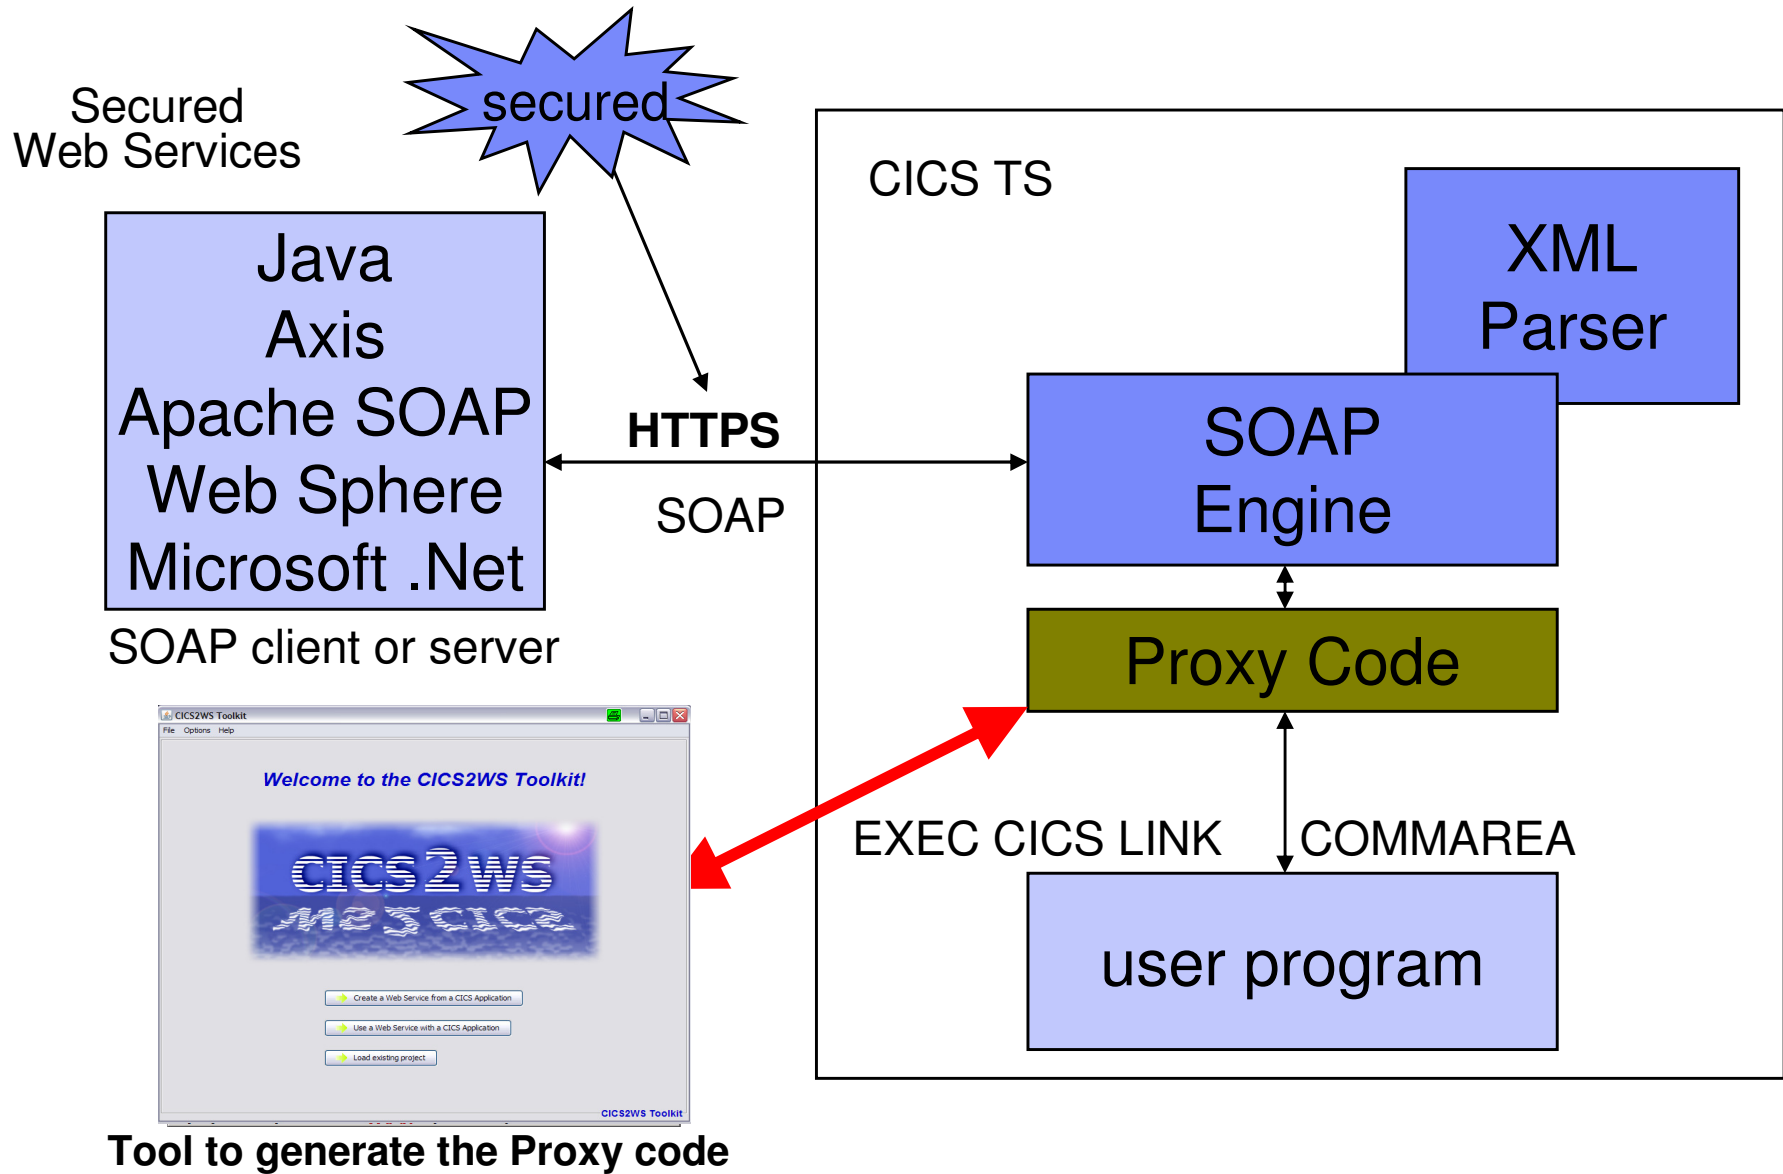 Secured
Web Services
secured
CICS TS
XML
Parser
Java
Axis
Apache SOAP
Web Sphere
Microsoft .Net
HTTPS
SOAP
SOAP
Engine
SOAP client or server
Proxy Code
CICS2WS Toolkit
File Options Help
Welcome to the CICS2WS Toolkit!
CICS2WS
Create a Web Service from a CICS Application
Use a Web Service with a CICS Application
Load existing project
CICS2WS Toolkit
EXEC CICS LINK
COMMAREA
user program
Tool to generate the Proxy code